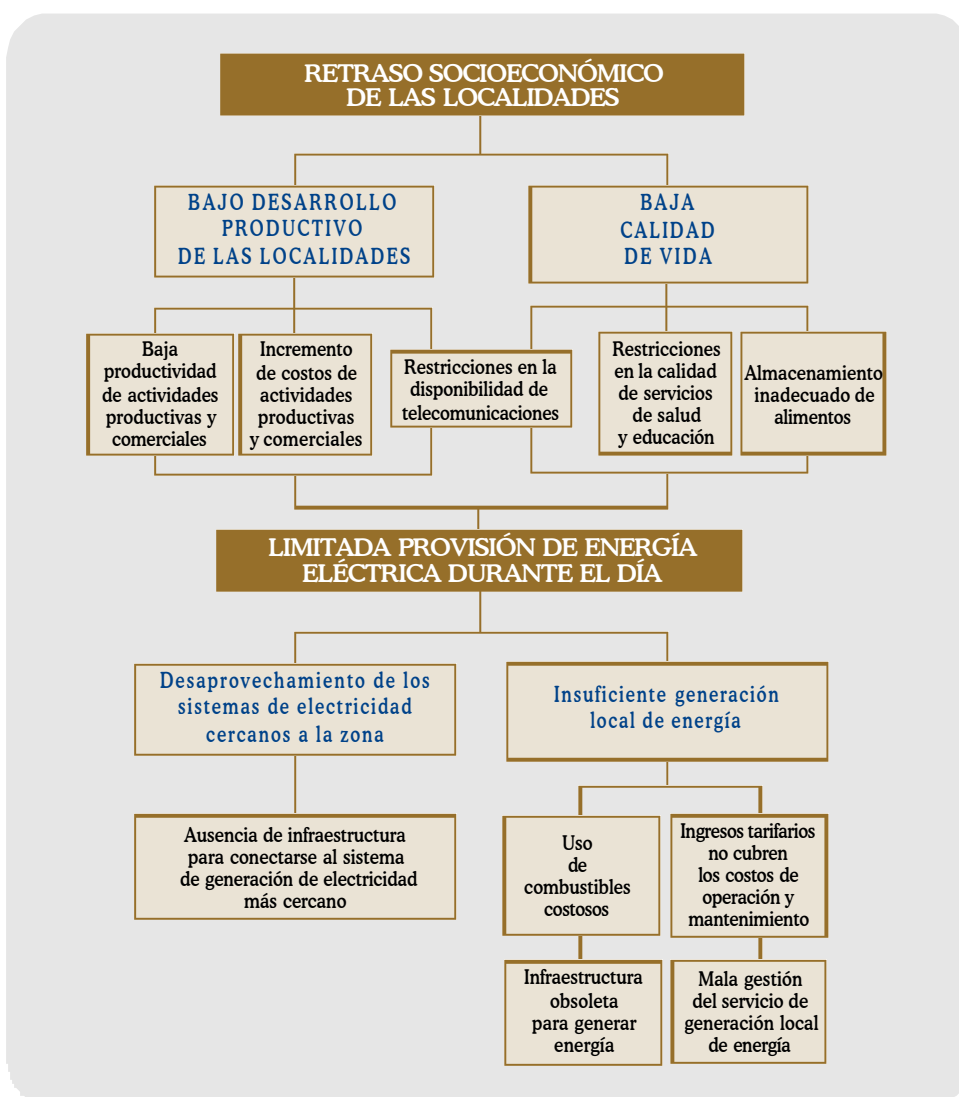 RETRASO SOCIOECONÓMICO
DE LAS LOCALIDADES
BAJO DESARROLLO
PRODUCTIVO
DE LAS LOCALIDADES
BAJA
CALIDAD
DE VIDA
Baja
productividad
de actividades
productivas y
comerciales
Incremento
de costos de
actividades
productivas
y comerciales
Restricciones en la
disponibilidad de
telecomunicaciones
Restricciones
en la calidad
de servicios
de salud
y educación
Almacenamiento
inadecuado de
alimentos
LIMITADA PROVISIÓN DE ENERGÍA
ELÉCTRICA DURANTE EL DÍA
Desaprovechamiento de los
sistemas de electricidad
cercanos a la zona
Insuficiente generación
local de energía
Ausencia de infraestructura
para conectarse al sistema
de generación de electricidad
más cercano
Uso
de
combustibles
costosos
Ingresos tarifarios
no cubren
los costos de
operación y
mantenimiento
Infraestructura
obsoleta
para generar
energía
Mala gestión
del servicio de
generación local
de energía